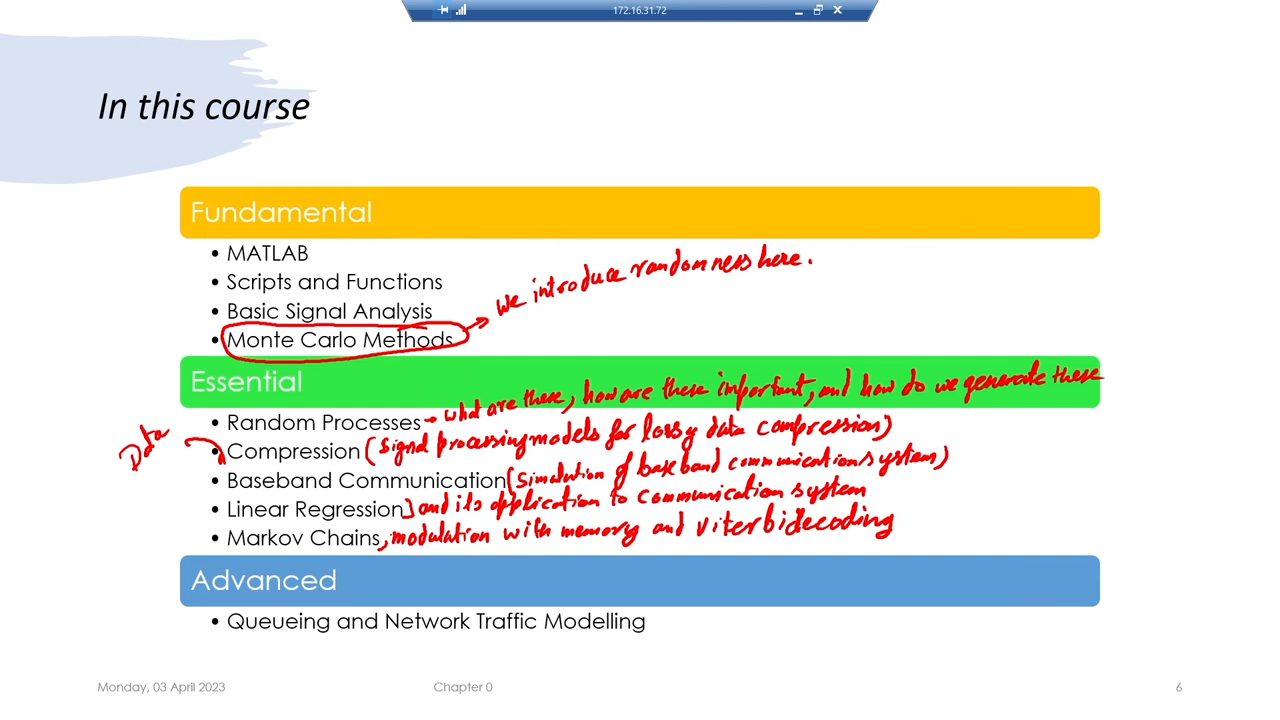 172.16.31.72
In this course
Fundamental
• MATLAB
• Scripts and Functions
• Basic Signal Analysis
• Monte Carlo Methods → we introduce randomness here.
Essential
• Random Processes → what are these, how are these important, and how do we generate these
Data
• Compression (signal processing models for lossy data compression)
• Baseband Communication (simulation of baseband communication system)
• Linear Regression } and its application to communication system
• Markov Chains, modulation with memory and viterbi decoding
Advanced
• Queueing and Network Traffic Modelling
Monday, 03 April 2023 Chapter 0 6